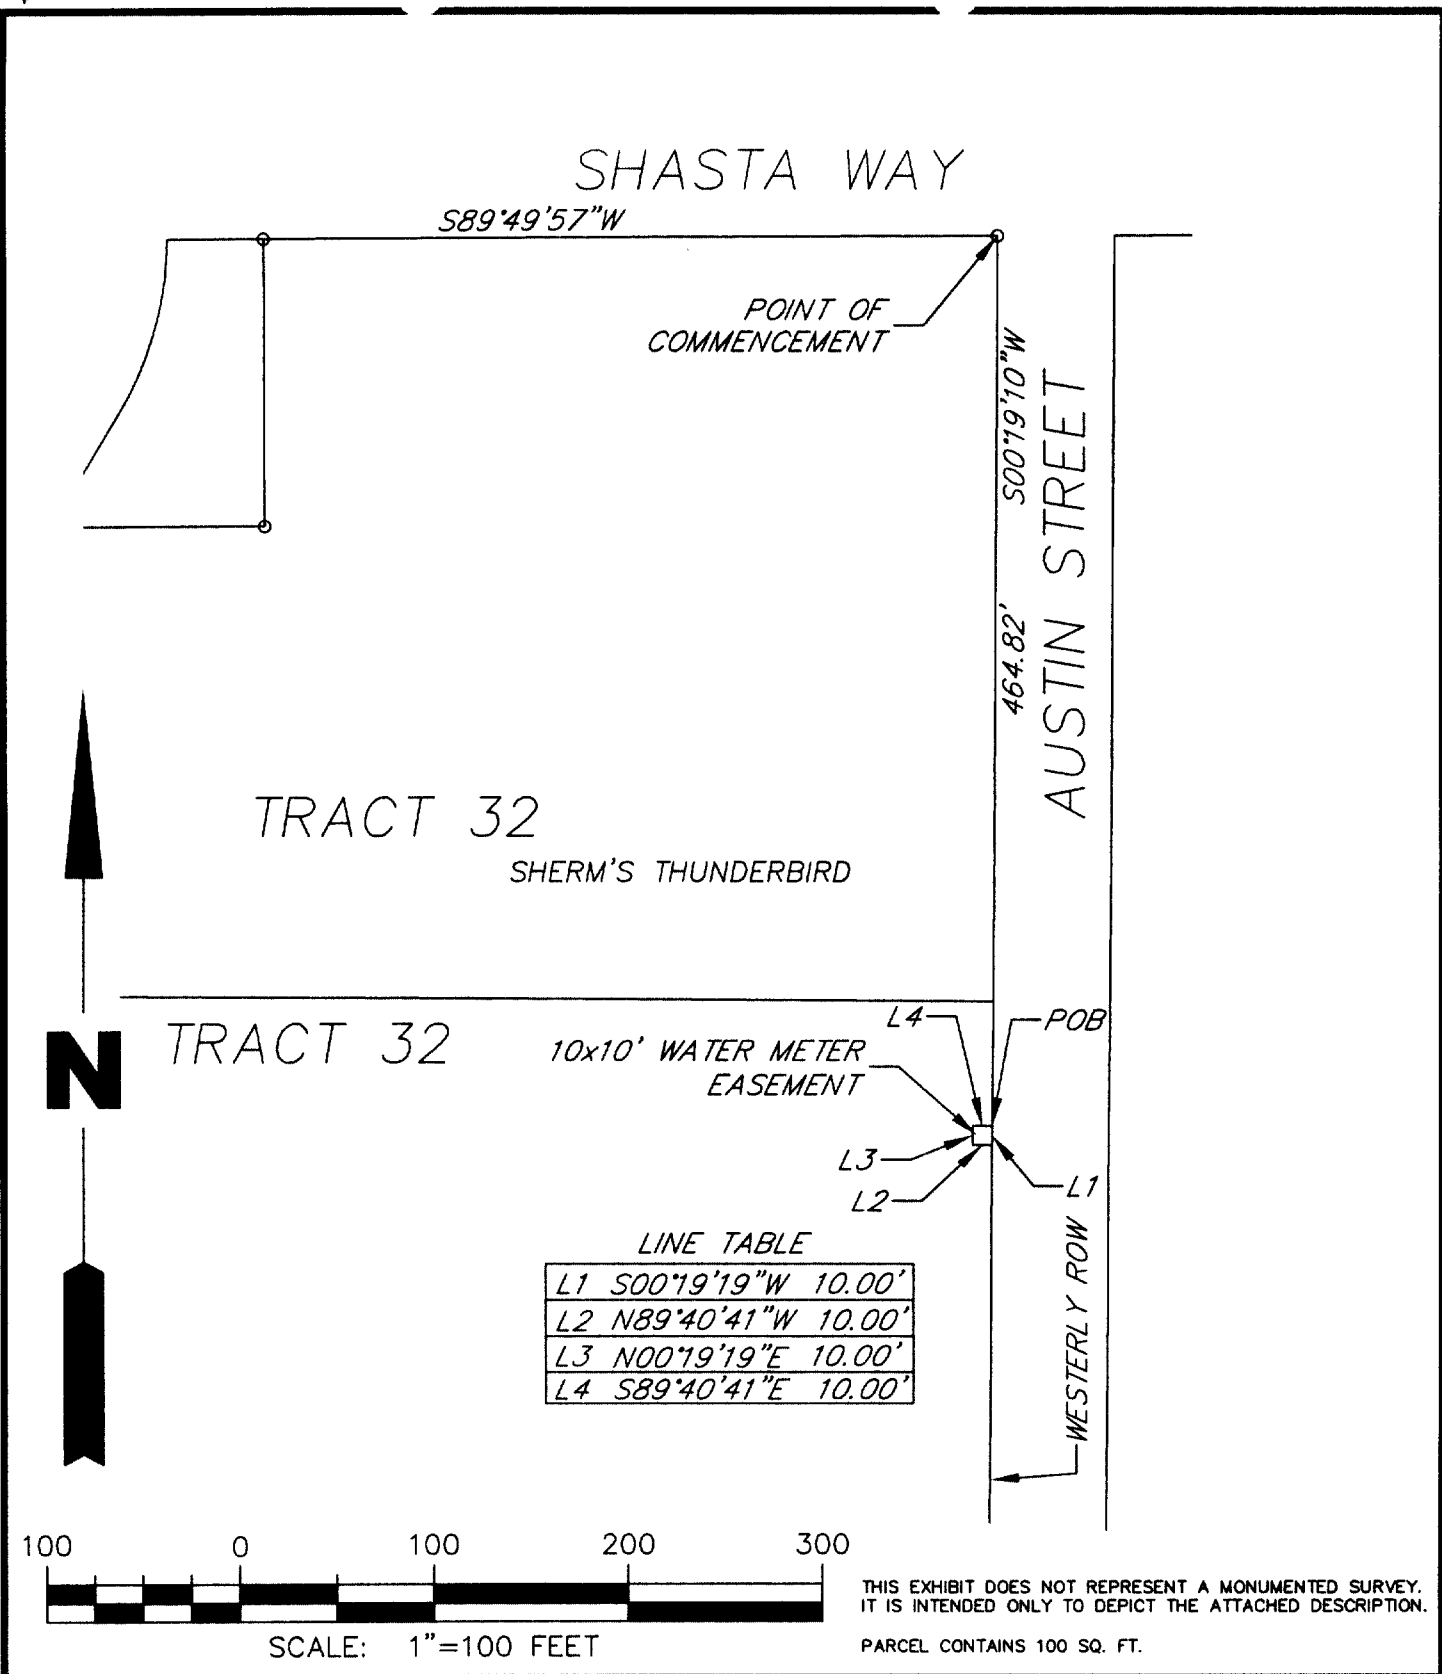 SHASTA WAY
S89°49'57"W
POINT OF
COMMENCEMENT
S00°19'10"W
464.82'
AUSTIN STREET
TRACT 32
SHERM'S THUNDERBIRD
TRACT 32
L4
POB
10x10' WATER METER
EASEMENT
L3
L2
L1
N
WESTERLY ROW
LINE TABLE
L1 S00°19'19"W 10.00'
L2 N89°40'41"W 10.00'
L3 N00°19'19"E 10.00'
L4 S89°40'41"E 10.00'
100 0 100 200 300
SCALE: 1"=100 FEET
THIS EXHIBIT DOES NOT REPRESENT A MONUMENTED SURVEY.
IT IS INTENDED ONLY TO DEPICT THE ATTACHED DESCRIPTION.
PARCEL CONTAINS 100 SQ. FT.